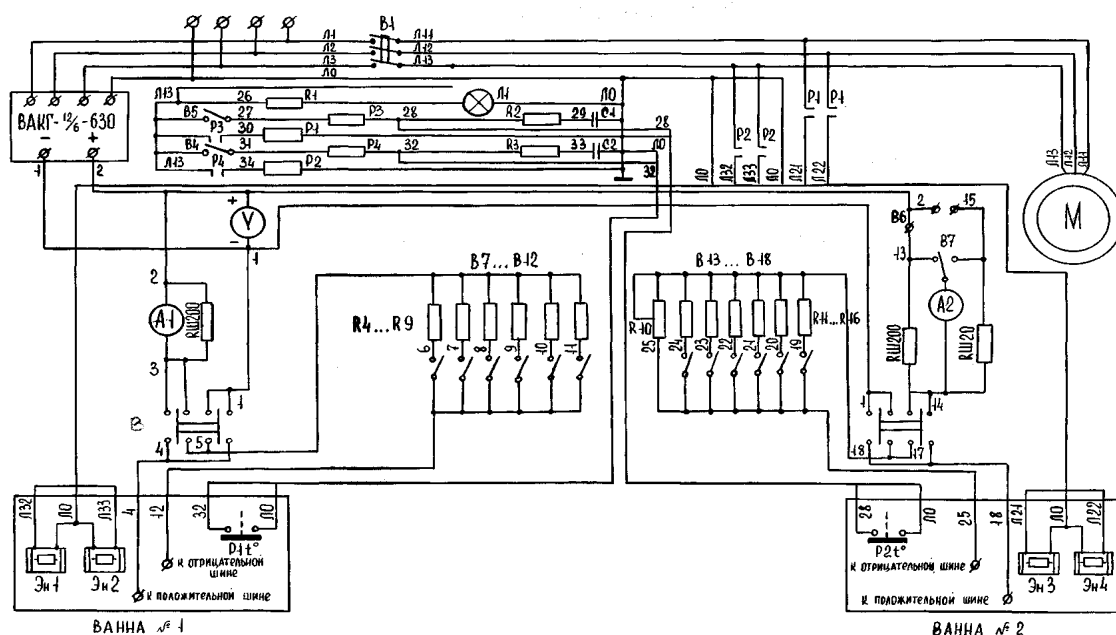 Л1
В1
Л11
Л2
Л12
Л3
Л13
Л0
ВАКГ-12/6-630
- +
1 2
Л13 26 R1 Л1 Л0
В5 27 Р3 28 R2 29 С1
Р3 30 Р1 28
В4 31 Р4 32 R3 33 С2 Л0
Л13 Р4 34 Р2 32
Л0 Л32 Р2 Л33 Р2 Л0 Л21 Р1 Л22 Р1
Л13 Л12 Л11
М
+ V -
1
2
А1
RШ200
3
1
В
4 5
В7...В12
R4...R9
6 7 8 9 10 11
В13...В18
R10
R11...R16
25 24 23 22 21 20 19
В6 2 15
13 В7
А2
RШ200
RШ20
1 14
18 17
Л32 Л0 Л33 4 12 32 Л0
Р1t°
Эн1 Эн2
К ОТРИЦАТЕЛЬНОЙ
ШИНЕ
К ПОЛОЖИТЕЛЬНОЙ ШИНЕ
ВАННА № 1
28 Л0 25 18 Л21 Л0 Л22
Р2t°
К ОТРИЦАТЕЛЬНОЙ ШИНЕ
Эн3 Эн4
К ПОЛОЖИТЕЛЬНОЙ ШИНЕ
ВАННА № 2